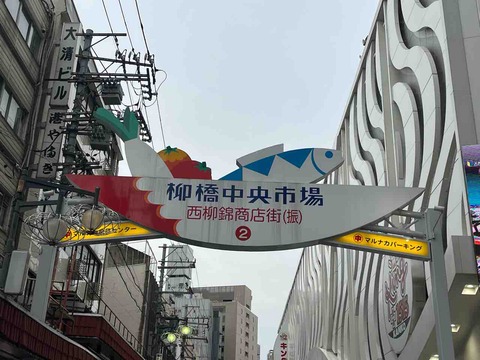 大清ビル
柳橋中央市場
西柳錦商店街(振)
2
マルナカパーキング